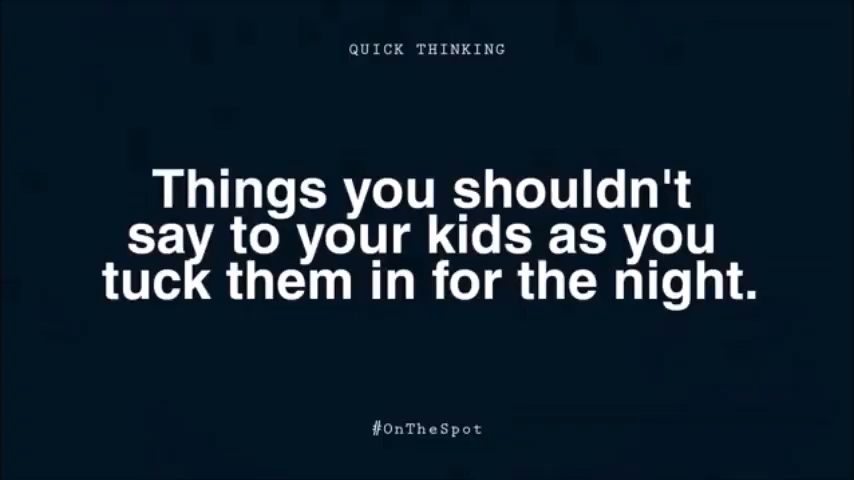 QUICK THINKING
Things you shouldn't
say to your kids as you
tuck them in for the night.
#OnTheSpot